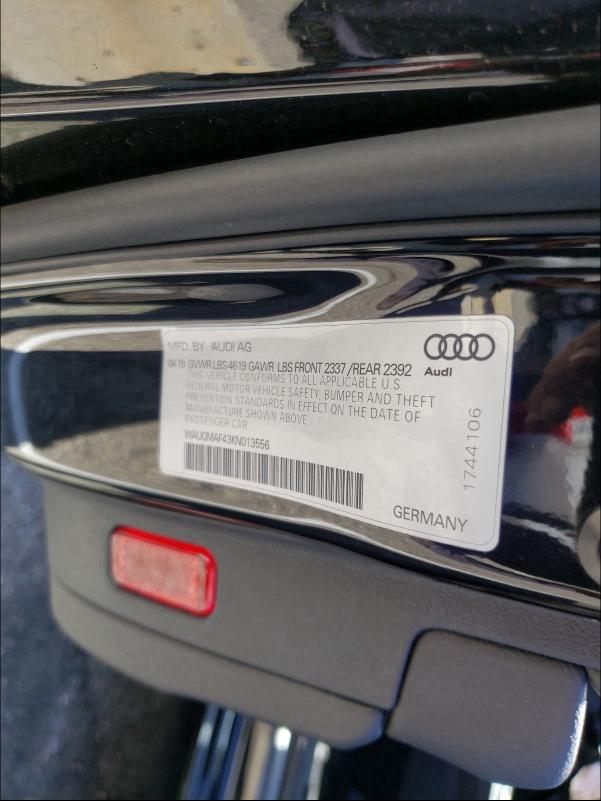 MFD. BY AUDI AG
04 19 GVWR LBS 4619 GAWR LBS FRONT 2337 / REAR 2392
THIS VEHICLE CONFORMS TO ALL APPLICABLE U.S.
FEDERAL MOTOR VEHICLE SAFETY, BUMPER AND THEFT
PREVENTION STANDARDS IN EFFECT ON THE DATE OF
MANUFACTURE SHOWN ABOVE
PASSENGER CAR
WAUGMAF43KN013556
Audi
1744106
GERMANY